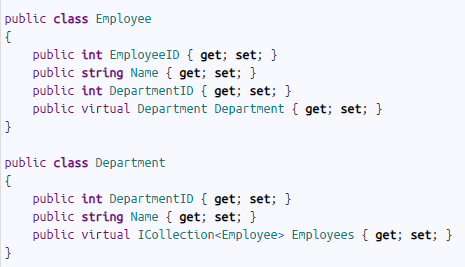 public class Employee
{
    public int EmployeeID { get; set; }
    public string Name { get; set; }
    public int DepartmentID { get; set; }
    public virtual Department Department { get; set; }
}

public class Department
{
    public int DepartmentID { get; set; }
    public string Name { get; set; }
    public virtual ICollection<Employee> Employees { get; set; }
}